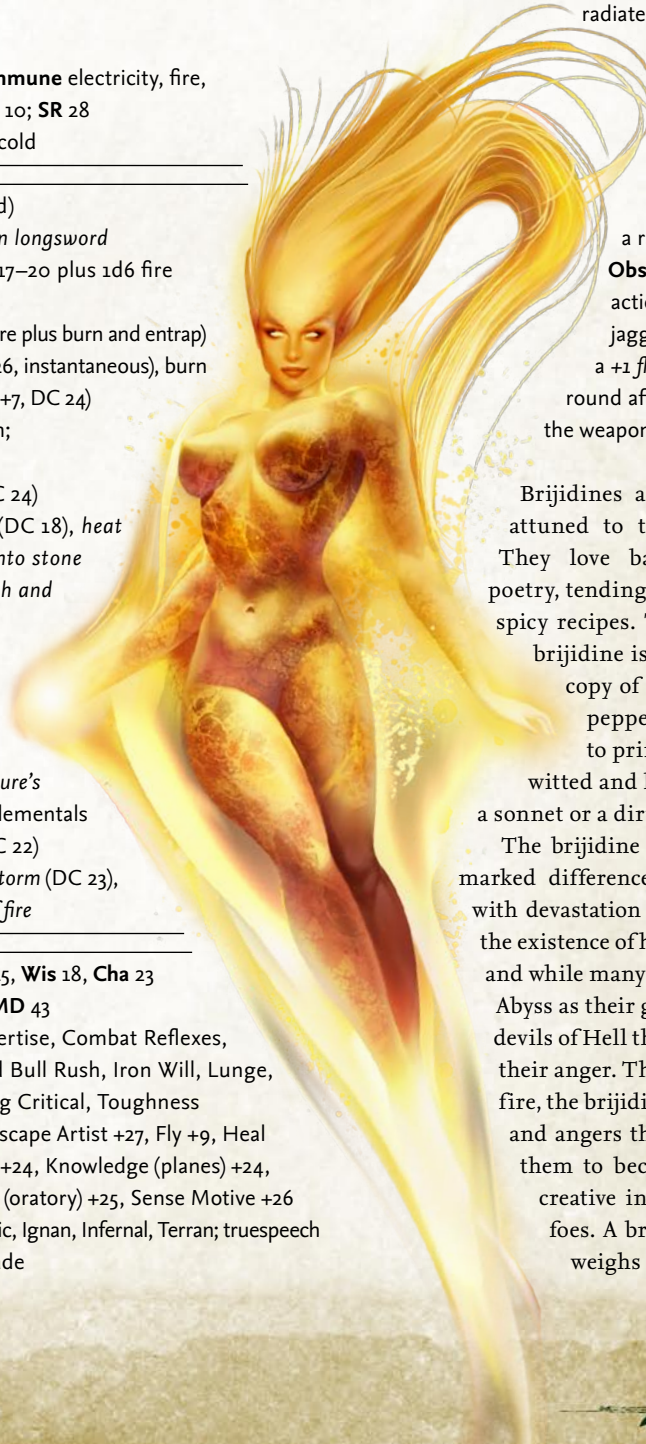 nmune electricity, fire,
10; SR 28
cold
d)
n longsword
17–20 plus 1d6 fire
re plus burn and entrap)
26, instantaneous), burn
+7, DC 24)
n;
C 24)
(DC 18), heat
nto stone
h and
ure's
lementals
C 22)
torm (DC 23),
f fire
5, Wis 18, Cha 23
MD 43
ertise, Combat Reflexes,
d Bull Rush, Iron Will, Lunge,
g Critical, Toughness
scape Artist +27, Fly +9, Heal
+24, Knowledge (planes) +24,
(oratory) +25, Sense Motive +26
ic, Ignan, Infernal, Terran; truespeech
de
radiate
a r
Obs
actio
jagg
a +1 fl
round af
the weapon
Brijidines a
attuned to t
They love ba
poetry, tending
spicy recipes. T
brijidine is
copy of
peppe
to prin
witted and l
a sonnet or a dir
The brijidine
marked difference
with devastation
the existence of h
and while many
Abyss as their g
devils of Hell th
their anger. Th
fire, the brijidi
and angers th
them to bec
creative in
foes. A br
weighs